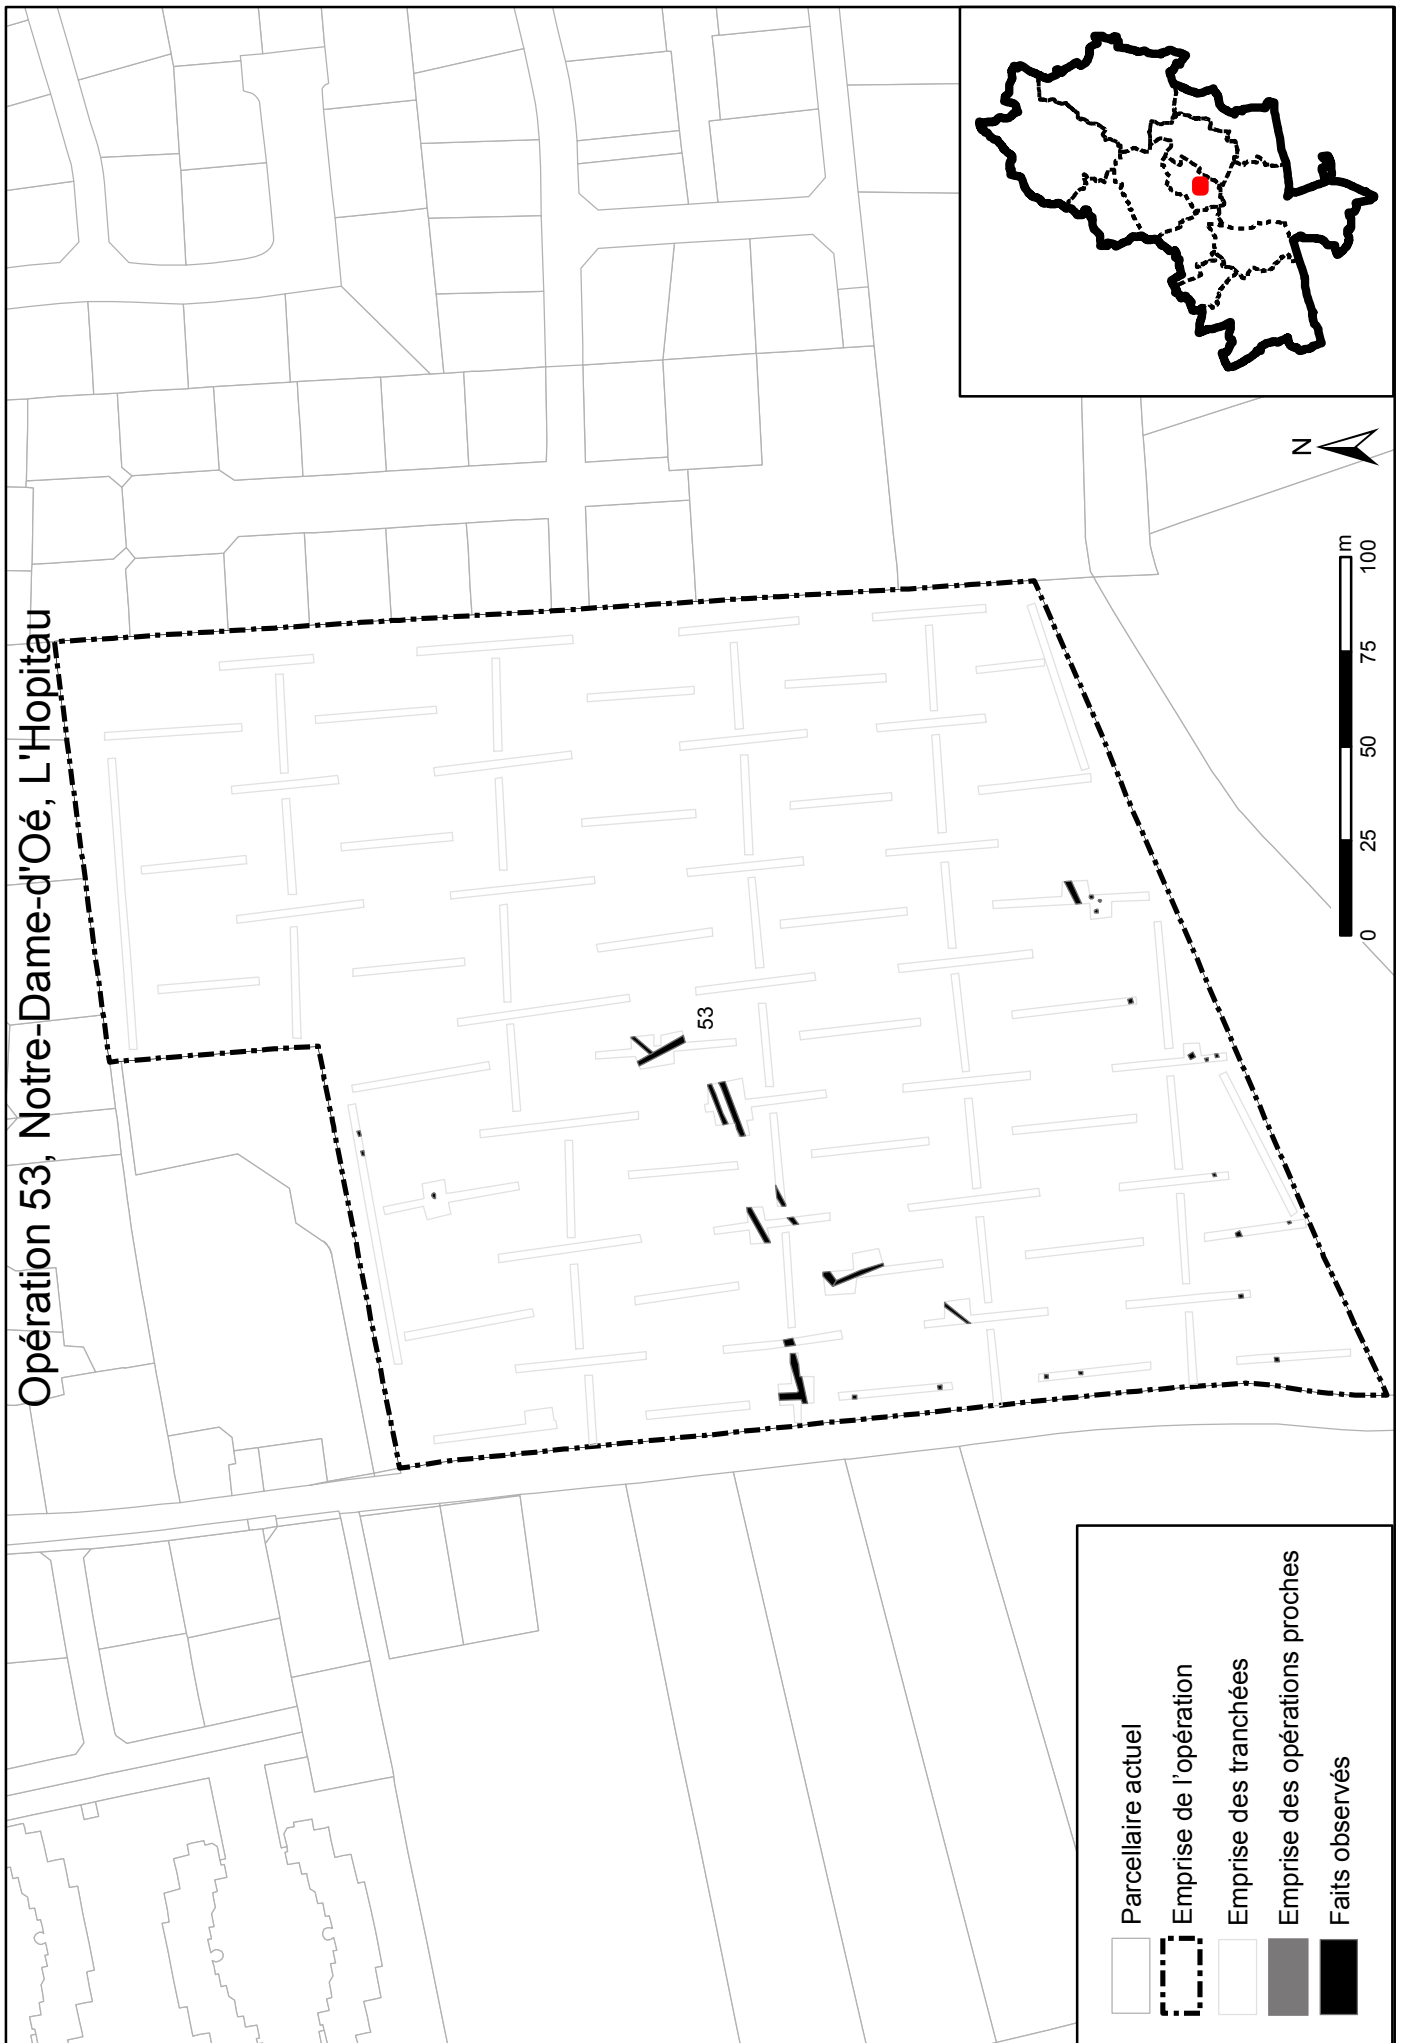 Opération 53, Notre-Dame-d'Oé, L'Hopitau
53
N
0 25 50 75 100
m
Parcellaire actuel
Emprise de l'opération
Emprise des tranchées
Emprise des opérations proches
Faits observés